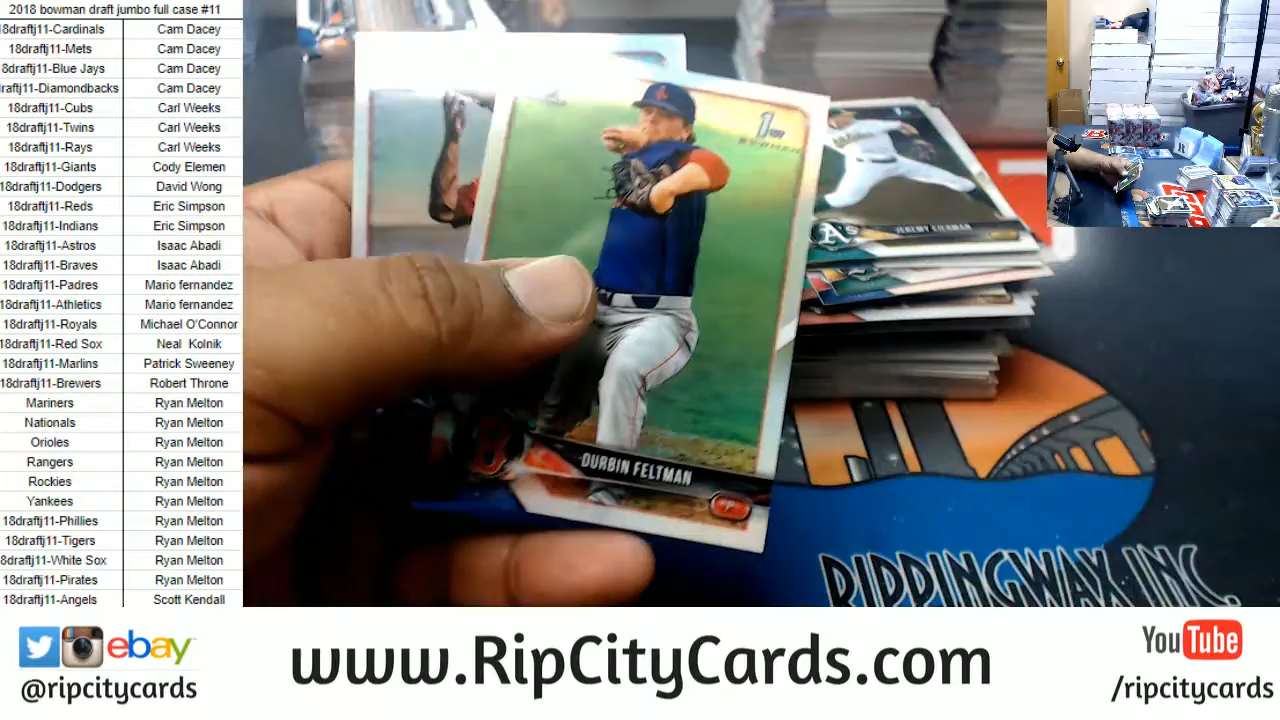 2018 bowman draft jumbo full case #11
18draftj11-Cardinals Cam Dacey
18draftj11-Mets Cam Dacey
18draftj11-Blue Jays Cam Dacey
draftj11-Diamondbacks Cam Dacey
18draftj11-Cubs Carl Weeks
18draftj11-Twins Carl Weeks
18draftj11-Rays Carl Weeks
18draftj11-Giants Cody Elemen
18draftj11-Dodgers David Wong
18draftj11-Reds Eric Simpson
18draftj11-Indians Eric Simpson
18draftj11-Astros Isaac Abadi
18draftj11-Braves Isaac Abadi
18draftj11-Padres Mario fernandez
18draftj11-Athletics Mario fernandez
18draftj11-Royals Michael O'Connor
18draftj11-Red Sox Neal Kolnik
18draftj11-Marlins Patrick Sweeney
18draftj11-Brewers Robert Throne
Mariners Ryan Melton
Nationals Ryan Melton
Orioles Ryan Melton
Rangers Ryan Melton
Rockies Ryan Melton
Yankees Ryan Melton
18draftj11-Phillies Ryan Melton
18draftj11-Tigers Ryan Melton
8draftj11-White Sox Ryan Melton
18draftj11-Pirates Ryan Melton
18draftj11-Angels Scott Kendall
1st
BOWMAN
DURBIN FELTMAN
P
A's
JEREMY EIERMAN
RIPPINGWAX INC.
ebay
@ripcitycards
www.RipCityCards.com
YouTube
/ripcitycards